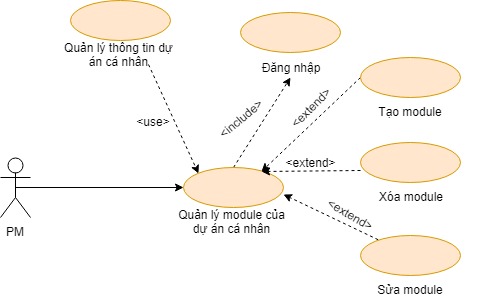 Quản lý thông tin dự
án cá nhân
Đăng nhập
<use>
<include>
<extend>
Tạo module
<extend>
Xóa module
PM
Quản lý module của
dự án cá nhân
<extend>
Sửa module